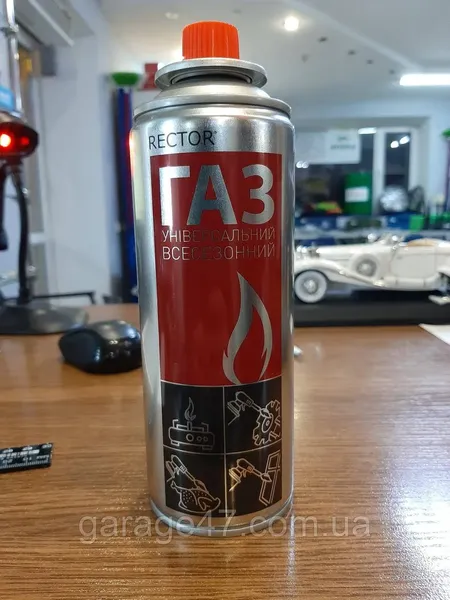 RECTOR
ГАЗ
УНІВЕРСАЛЬНИЙ
ВСЕСЕЗОННИЙ
garage47.com.ua